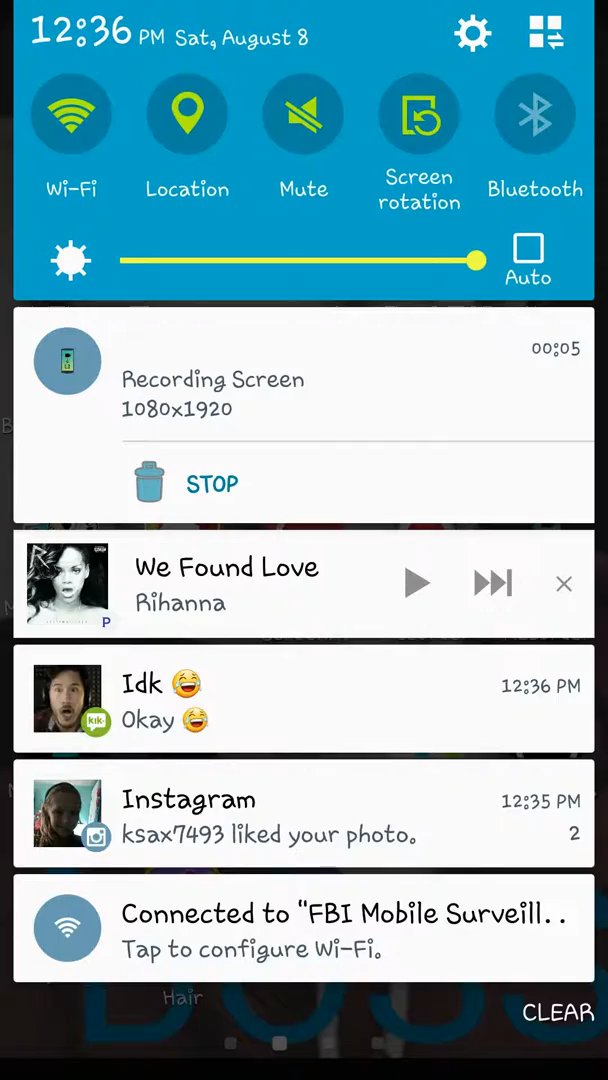 12:36 PM Sat, August 8
Wi-Fi
Location
Mute
Screen
rotation
Bluetooth
Auto
00:05
Recording Screen
1080x1920
STOP
We Found Love
Rihanna
P
Idk 😂
12:36 PM
Okay 😂
kik
Instagram
12:35 PM
ksax7493 liked your photo.
2
Connected to "FBI Mobile Surveill. .
Tap to configure Wi-Fi.
Hair
CLEAR